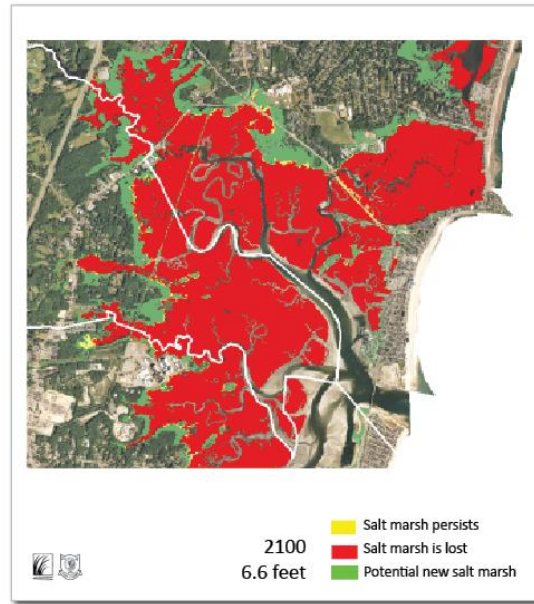 2100
6.6 feet
Salt marsh persists
Salt marsh is lost
Potential new salt marsh